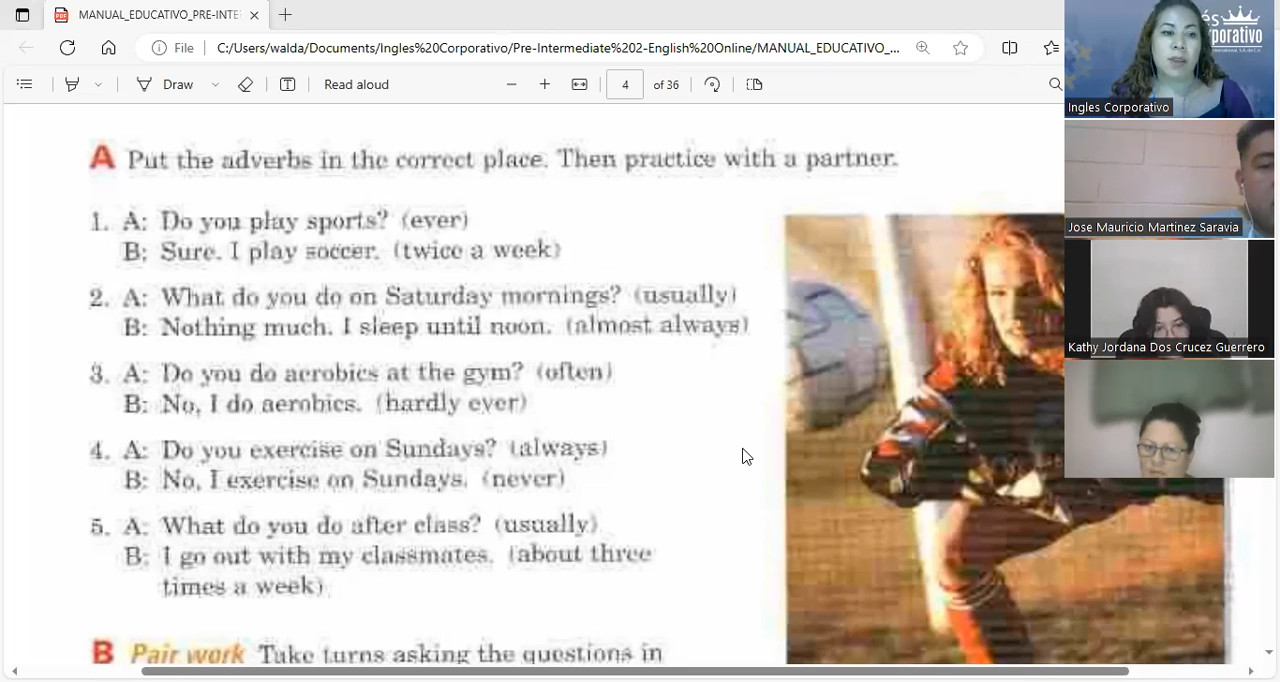 MANUAL_EDUCATIVO_PRE-INTER
File
C:/Users/walda/Documents/Ingles%20Corporativo/Pre-Intermediate%202-English%20Online/MANUAL_EDUCATIVO_...
Draw
Read aloud
4 of 36
A Put the adverbs in the correct place. Then practice with a partner.
1. A: Do you play sports? (ever)
B: Sure. I play soccer. (twice a week)
2. A: What do you do on Saturday mornings? (usually)
B: Nothing much. I sleep until noon. (almost always)
3. A: Do you do aerobics at the gym? (often)
B: No, I do aerobics. (hardly ever)
4. A: Do you exercise on Sundays? (always)
B: No, I exercise on Sundays. (never)
5. A: What do you do after class? (usually)
B: I go out with my classmates. (about three
times a week)
B Pair work Take turns asking the questions in
és
rporativo
Ingles Corporativo
Jose Mauricio Martinez Saravia
Kathy Jordana Dos Crucez Guerrero